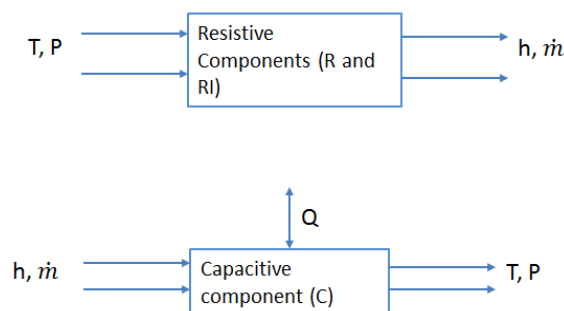 T, P
Resistive
Components (R and
RI)
h, ṁ
Q
h, ṁ
Capacitive
component (C)
T, P